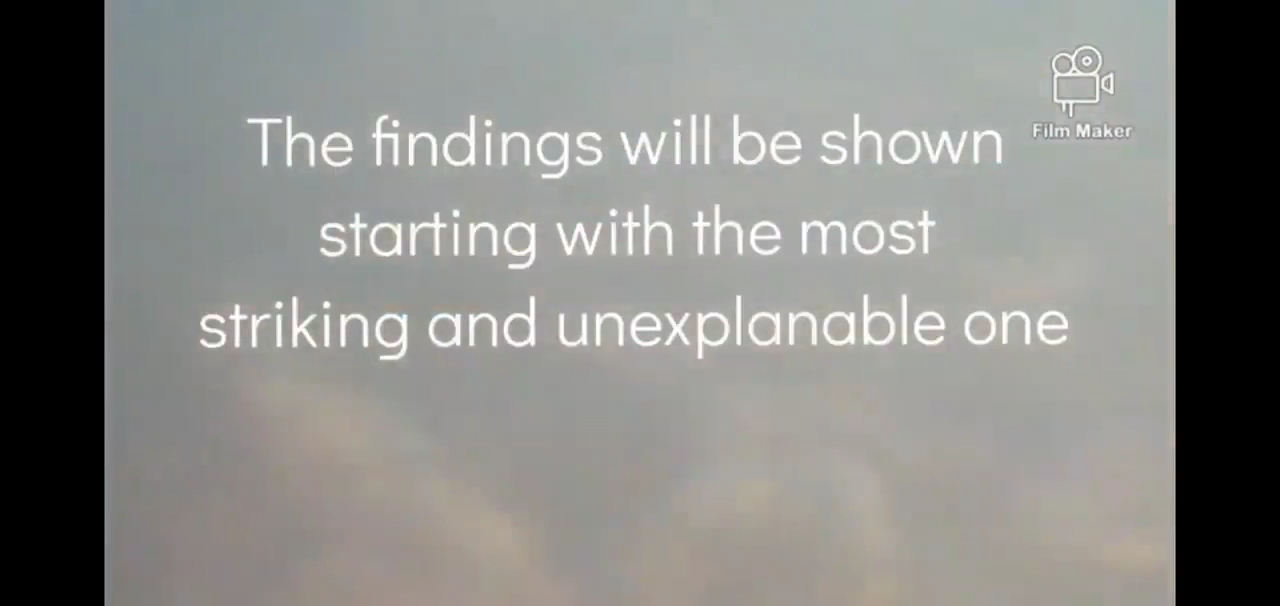 The findings will be shown
starting with the most
striking and unexplanable one
Film Maker